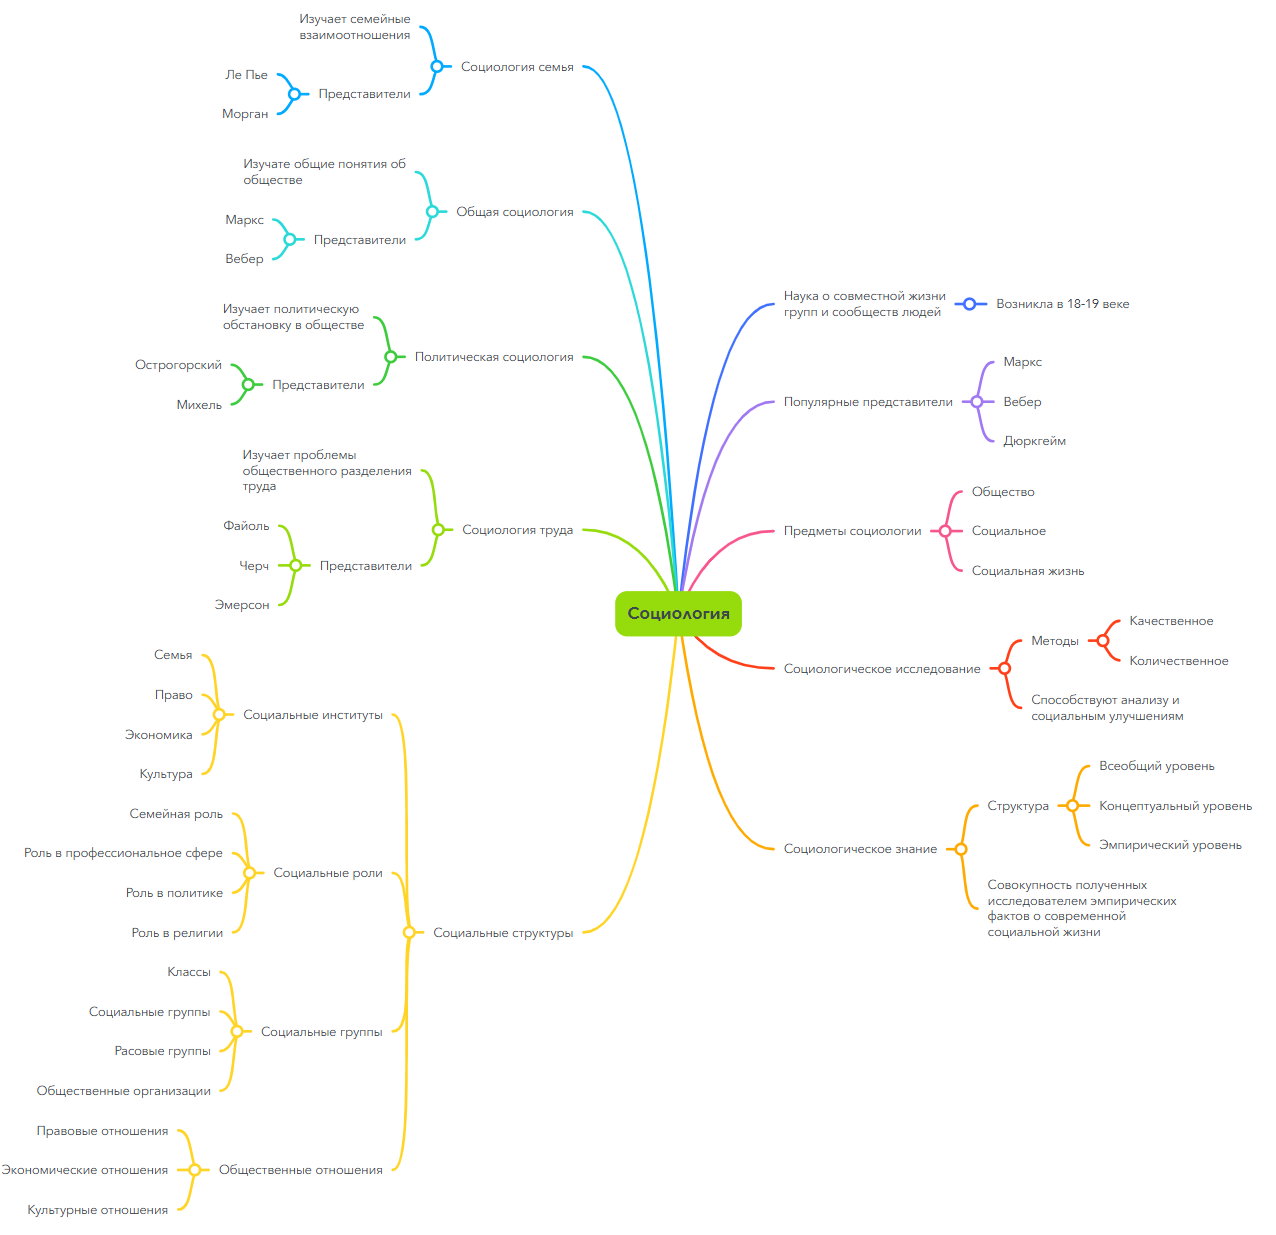 Социология
Социология семья
Изучает семейные
взаимоотношения
Представители
Ле Пье
Морган
Общая социология
Изучате общие понятия об
обществе
Представители
Маркс
Вебер
Политическая социология
Изучает политическую
обстановку в обществе
Представители
Острогорский
Михель
Социология труда
Изучает проблемы
общественного разделения
труда
Представители
Файоль
Черч
Эмерсон
Социальные структуры
Социальные институты
Семья
Право
Экономика
Культура
Социальные роли
Семейная роль
Роль в профессиональное сфере
Роль в политике
Роль в религии
Социальные группы
Классы
Социальные группы
Расовые группы
Общественные организации
Общественные отношения
Правовые отношения
Экономические отношения
Культурные отношения
Наука о совместной жизни
групп и сообществ людей
Возникла в 18-19 веке
Популярные представители
Маркс
Вебер
Дюркгейм
Предметы социологии
Общество
Социальное
Социальная жизнь
Социологическое исследование
Методы
Качественное
Количественное
Способствуют анализу и
социальным улучшениям
Социологическое знание
Структура
Всеобщий уровень
Концептуальный уровень
Эмпирический уровень
Совокупность полученных
исследователем эмпирических
фактов о современной
социальной жизни